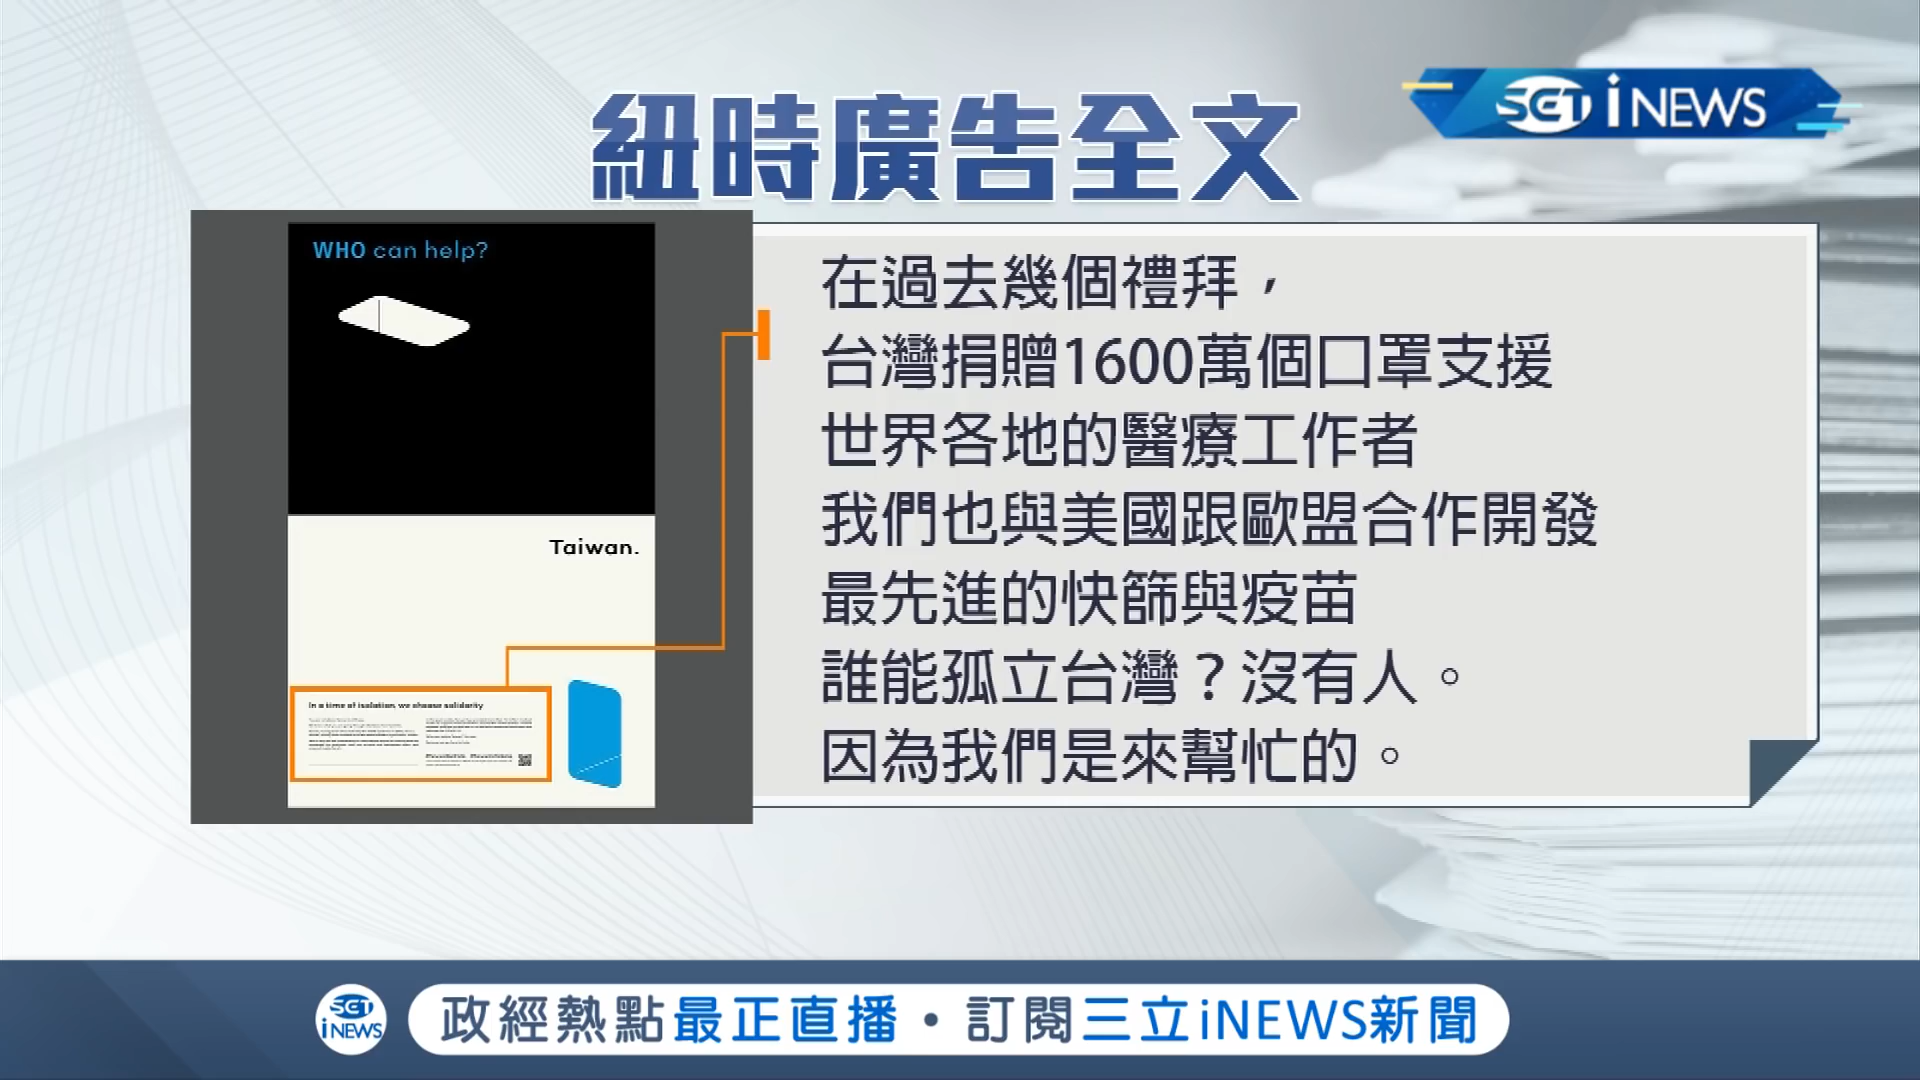 紐時廣告全文
SET iNEWS
WHO can help?
Taiwan.
In a time of isolation, we choose solidarity
在過去幾個禮拜，
台灣捐贈1600萬個口罩支援
世界各地的醫療工作者
我們也與美國跟歐盟合作開發
最先進的快篩與疫苗
誰能孤立台灣？沒有人。
因為我們是來幫忙的。
SET iNEWS
政經熱點最正直播・訂閱三立iNEWS新聞